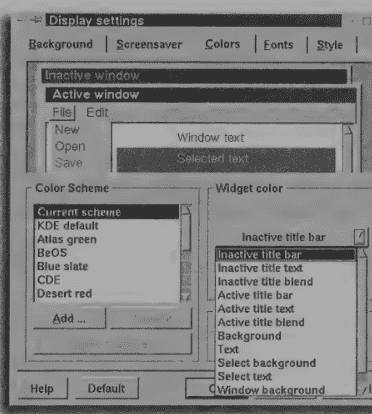 Display settings
Background Screensaver Colors Fonts Style
Inactive window
Active window
File Edit
New
Open
Save
Window text
Selected text
Color Scheme
Widget color
Current scheme
KDE default
Atlas green
BeOS
Blue slate
CDE
Desert red
Inactive title bar
Inactive title bar
Inactive title text
Inactive title blend
Active title bar
Active title text
Active title blend
Background
Text
Select background
Select text
Window background
Add ...
Help Default